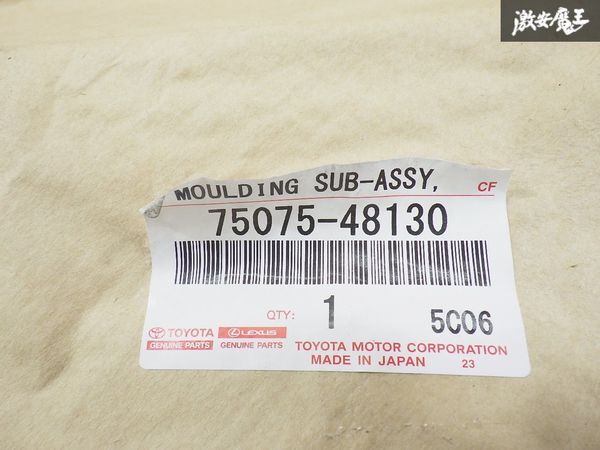 激安魔王
MOULDING SUB-ASSY, CF
75075-48130
QTY: 1 5C06
TOYOTA LEXUS
GENUINE PARTS GENUINE PARTS
TOYOTA MOTOR CORPORATION
MADE IN JAPAN 23